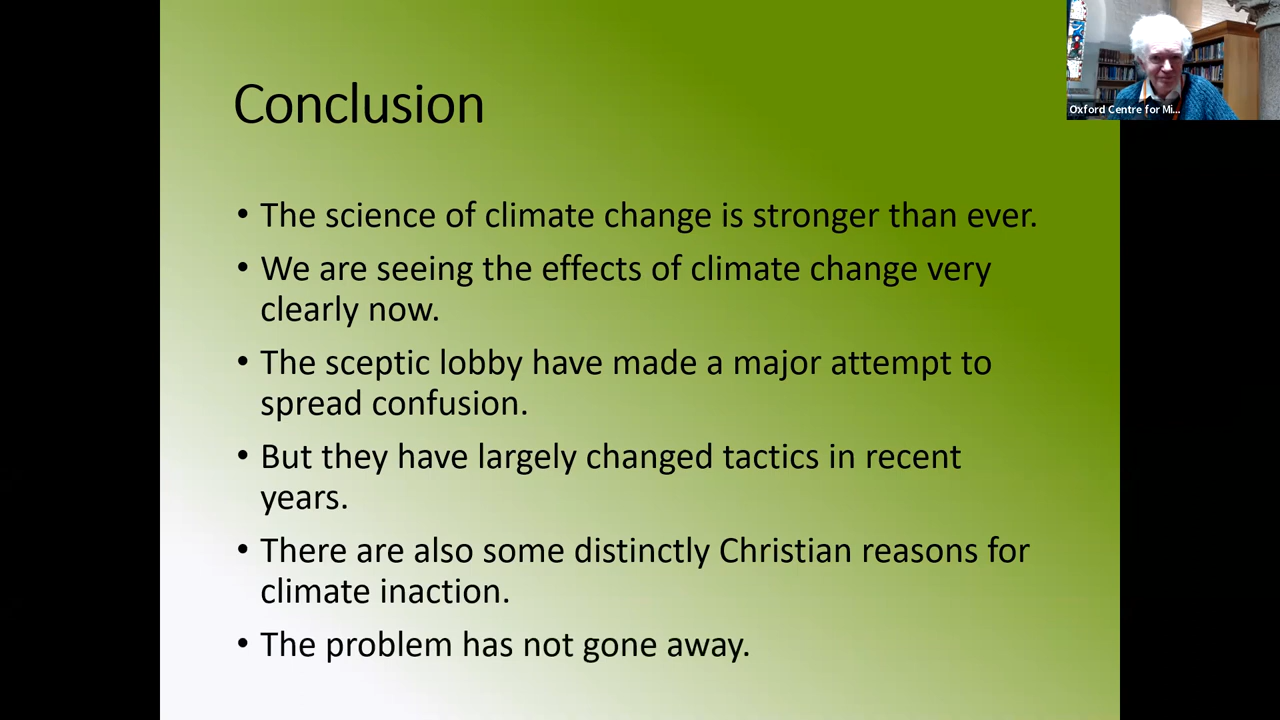 Conclusion
• The science of climate change is stronger than ever.
• We are seeing the effects of climate change very
clearly now.
• The sceptic lobby have made a major attempt to
spread confusion.
• But they have largely changed tactics in recent
years.
• There are also some distinctly Christian reasons for
climate inaction.
• The problem has not gone away.
Oxford Centre for Mi...